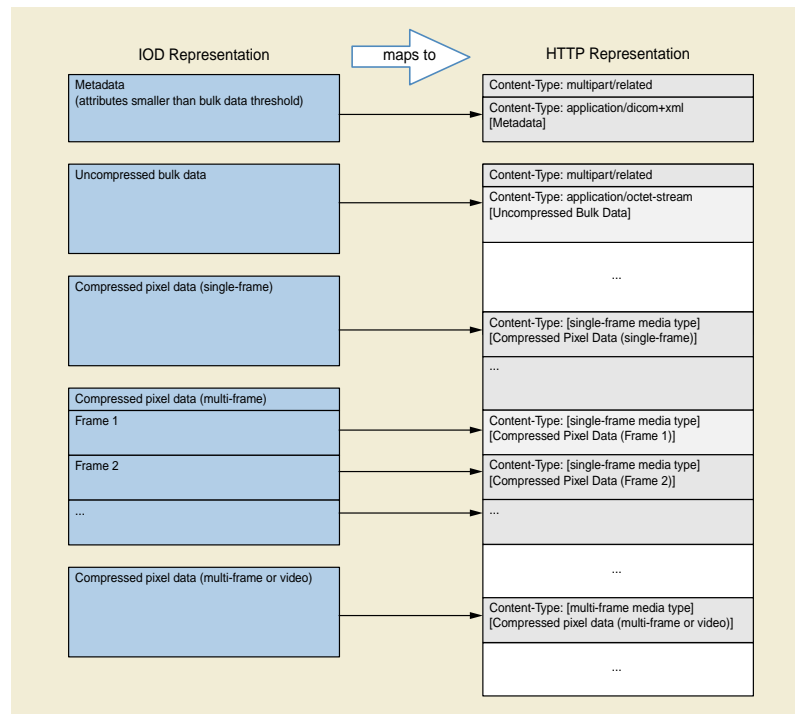 IOD Representation
maps to
HTTP Representation
Metadata
(attributes smaller than bulk data threshold)
Content-Type: multipart/related
Content-Type: application/dicom+xml
[Metadata]
Uncompressed bulk data
Content-Type: multipart/related
Content-Type: application/octet-stream
[Uncompressed Bulk Data]
...
Compressed pixel data (single-frame)
Content-Type: [single-frame media type]
[Compressed Pixel Data (single-frame)]
...
Compressed pixel data (multi-frame)
Frame 1
Content-Type: [single-frame media type]
[Compressed Pixel Data (Frame 1)]
Frame 2
Content-Type: [single-frame media type]
[Compressed Pixel Data (Frame 2)]
...
...
...
Compressed pixel data (multi-frame or video)
Content-Type: [multi-frame media type]
[Compressed pixel data (multi-frame or video)]
...